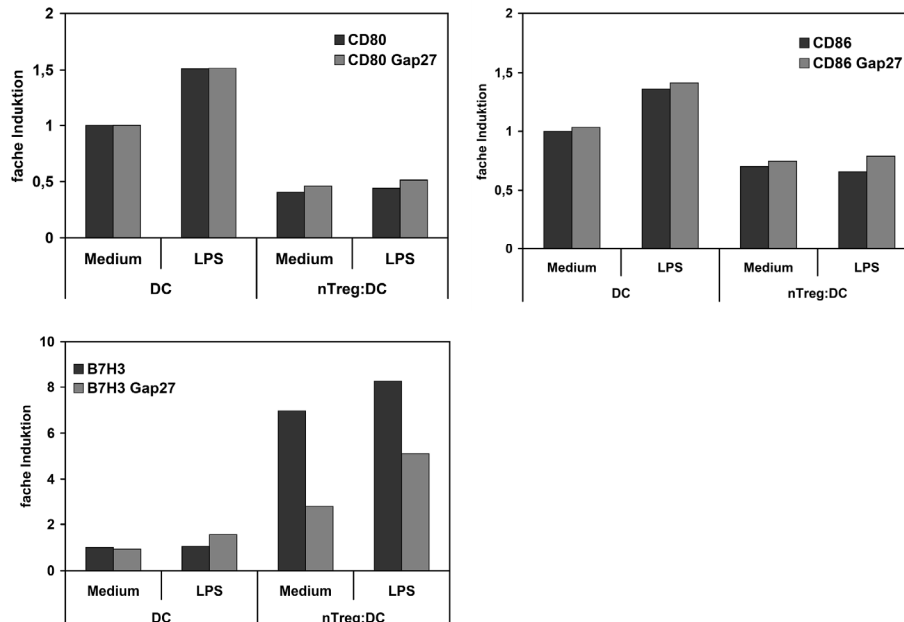 2
1,5
1
0,5
0
fache Induktion
CD80
CD80 Gap27
Medium
LPS
Medium
LPS
DC
nTreg:DC
2
1,5
1
0,5
0
fache Induktion
CD86
CD86 Gap27
Medium
LPS
Medium
LPS
DC
nTreg:DC
10
8
6
4
2
0
fache Induktion
B7H3
B7H3 Gap27
Medium
LPS
Medium
LPS
DC
nTreg:DC